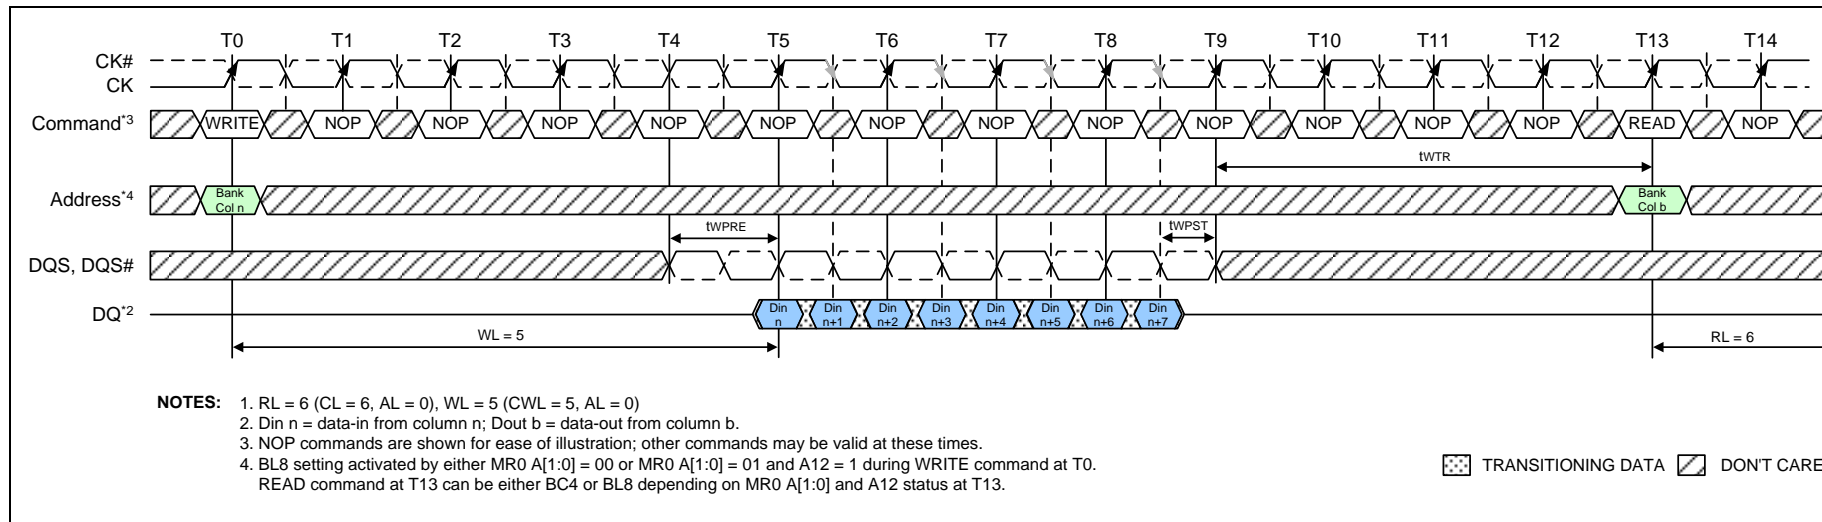 T0 T1 T2 T3 T4 T5 T6 T7 T8 T9 T10 T11 T12 T13 T14
CK#
CK
Command*3 WRITE NOP NOP NOP NOP NOP NOP NOP NOP NOP NOP NOP NOP READ NOP
tWTR
Address*4 Bank Col n Bank Col b
tWPRE tWPST
DQS, DQS#
DQ*2 Din n Din n+1 Din n+2 Din n+3 Din n+4 Din n+5 Din n+6 Din n+7
WL = 5 RL = 6
NOTES: 1. RL = 6 (CL = 6, AL = 0), WL = 5 (CWL = 5, AL = 0)
2. Din n = data-in from column n; Dout b = data-out from column b.
3. NOP commands are shown for ease of illustration; other commands may be valid at these times.
4. BL8 setting activated by either MR0 A[1:0] = 00 or MR0 A[1:0] = 01 and A12 = 1 during WRITE command at T0.
READ command at T13 can be either BC4 or BL8 depending on MR0 A[1:0] and A12 status at T13.
TRANSITIONING DATA DON'T CARE